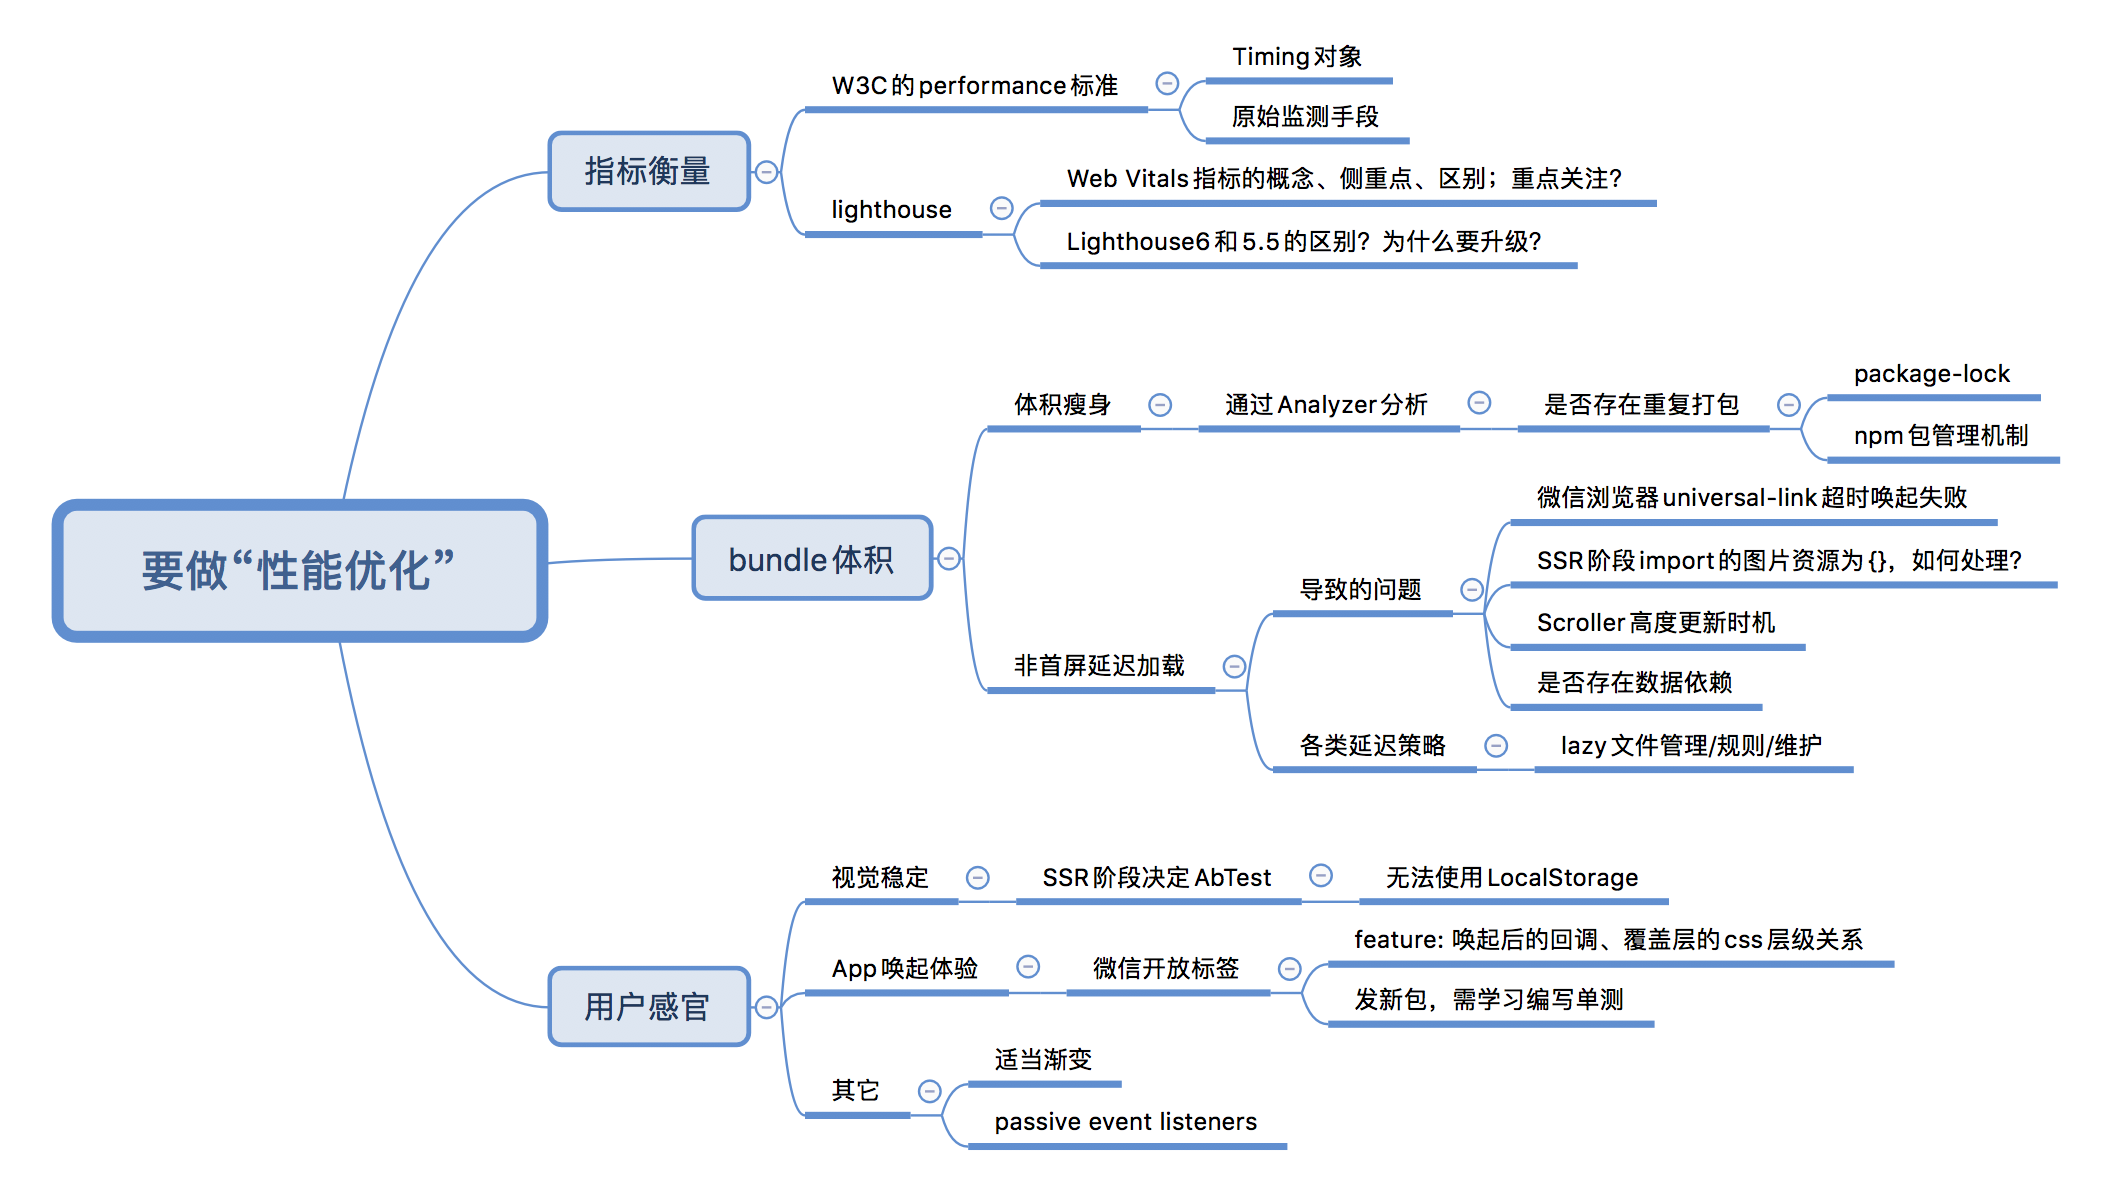 要做“性能优化”
指标衡量
W3C的performance标准
Timing对象
原始监测手段
lighthouse
Web Vitals指标的概念、侧重点、区别；重点关注？
Lighthouse6和5.5的区别？为什么要升级？
bundle体积
体积瘦身
通过Analyzer分析
是否存在重复打包
package-lock
npm包管理机制
非首屏延迟加载
导致的问题
微信浏览器universal-link超时唤起失败
SSR阶段import的图片资源为{}，如何处理？
Scroller高度更新时机
是否存在数据依赖
各类延迟策略
lazy文件管理/规则/维护
用户感官
视觉稳定
SSR阶段决定AbTest
无法使用LocalStorage
App唤起体验
微信开放标签
feature: 唤起后的回调、覆盖层的css层级关系
发新包，需学习编写单测
其它
适当渐变
passive event listeners